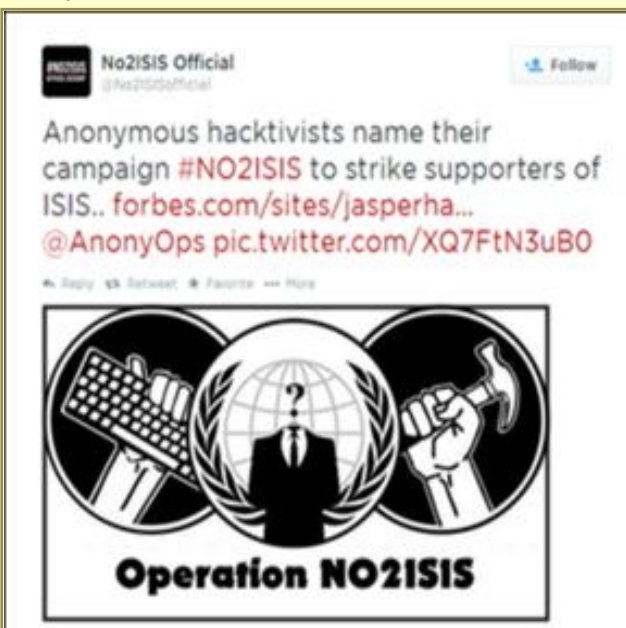 No2ISIS Official
Follow
@No2ISISofficial
Anonymous hacktivists name their
campaign #NO2ISIS to strike supporters of
ISIS.. forbes.com/sites/jasperha...
@AnonyOps pic.twitter.com/XQ7FtN3uB0
Reply Retweet Favorite ••• More
?
Operation NO2ISIS